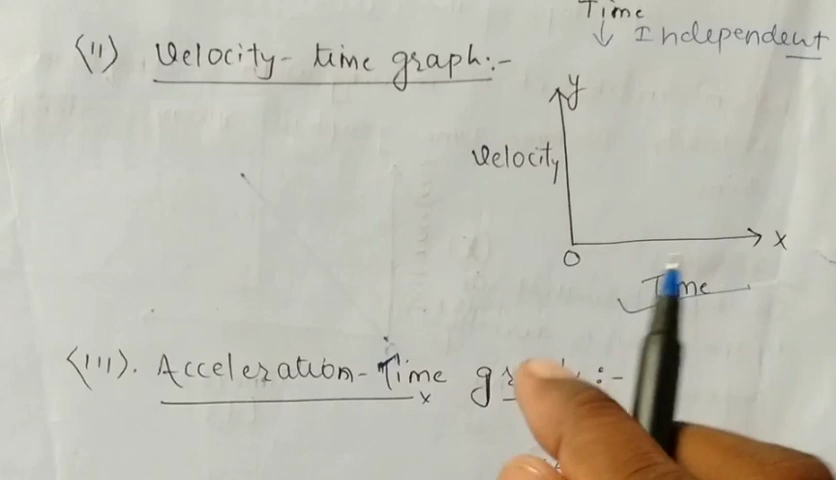 Time
↓ Independent
(ii) Velocity-time graph:-
y
Velocity
x
O
Time
(iii). Acceleration-Time :-
x